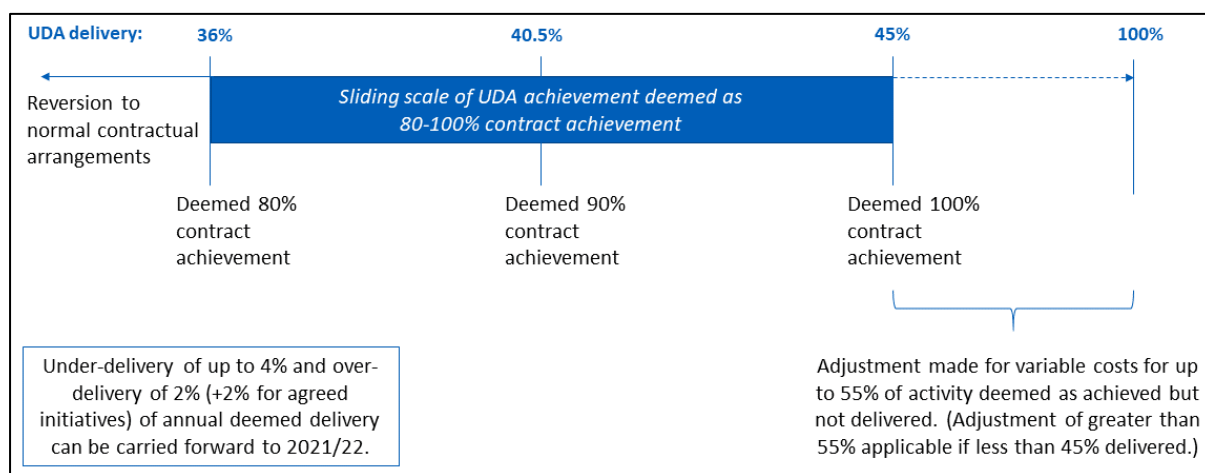 UDA delivery: 36% 40.5% 45% 100%
Sliding scale of UDA achievement deemed as
80-100% contract achievement
Reversion to
normal contractual
arrangements
Deemed 80%
contract
achievement
Deemed 90%
contract
achievement
Deemed 100%
contract
achievement
Under-delivery of up to 4% and over-
delivery of 2% (+2% for agreed
initiatives) of annual deemed delivery
can be carried forward to 2021/22.
Adjustment made for variable costs for up
to 55% of activity deemed as achieved but
not delivered. (Adjustment of greater than
55% applicable if less than 45% delivered.)